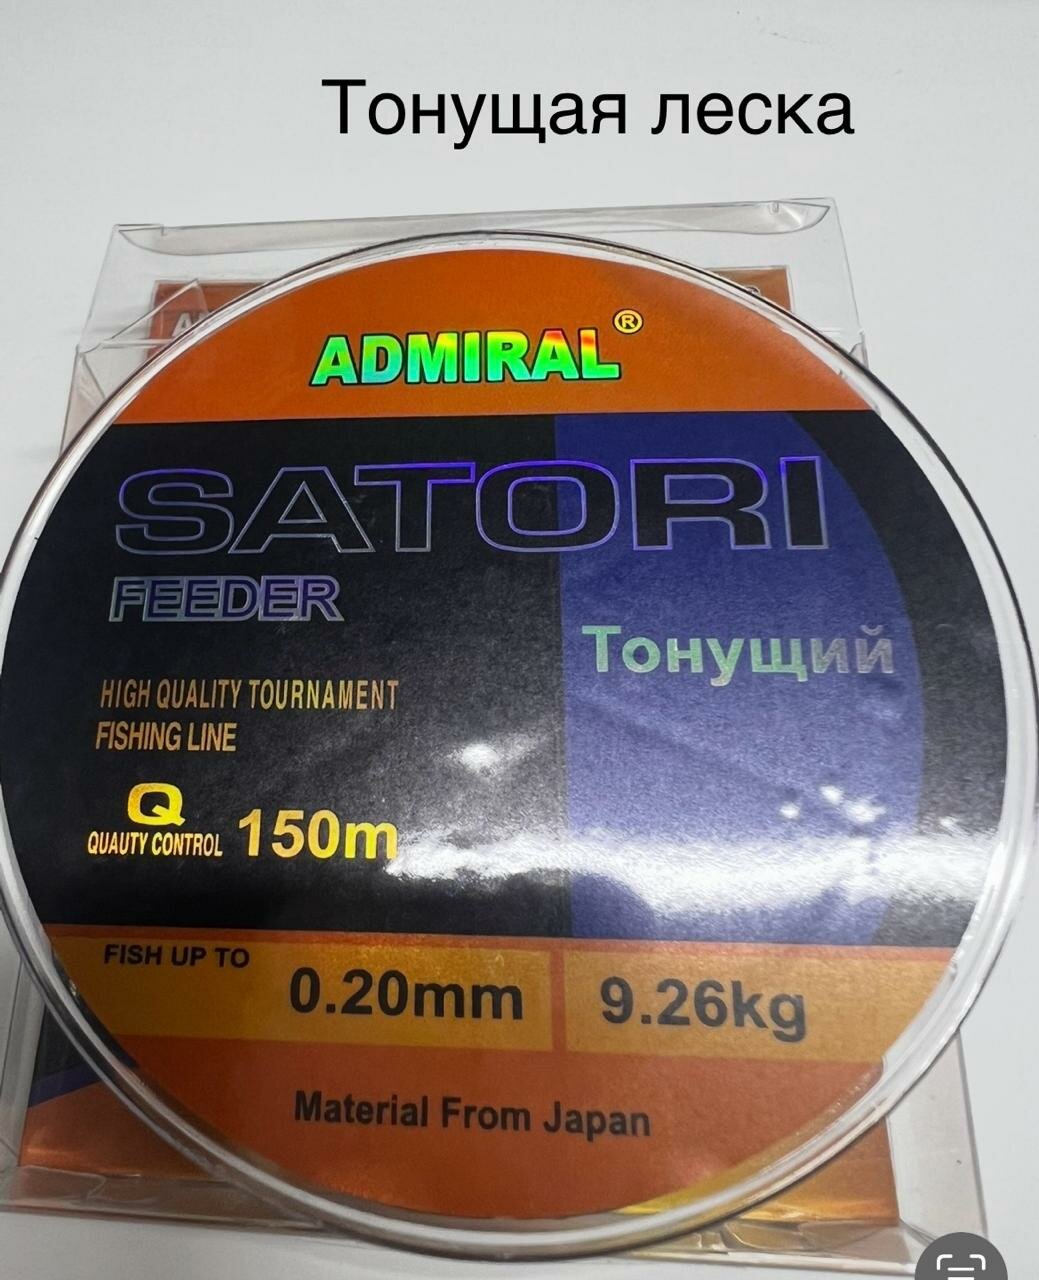 Тонущая леска
ADMIRAL®
SATORI
FEEDER
Тонущий
HIGH QUALITY TOURNAMENT
FISHING LINE
Q
QUAUTY CONTROL
150m
FISH UP TO
0.20mm
9.26kg
Material From Japan